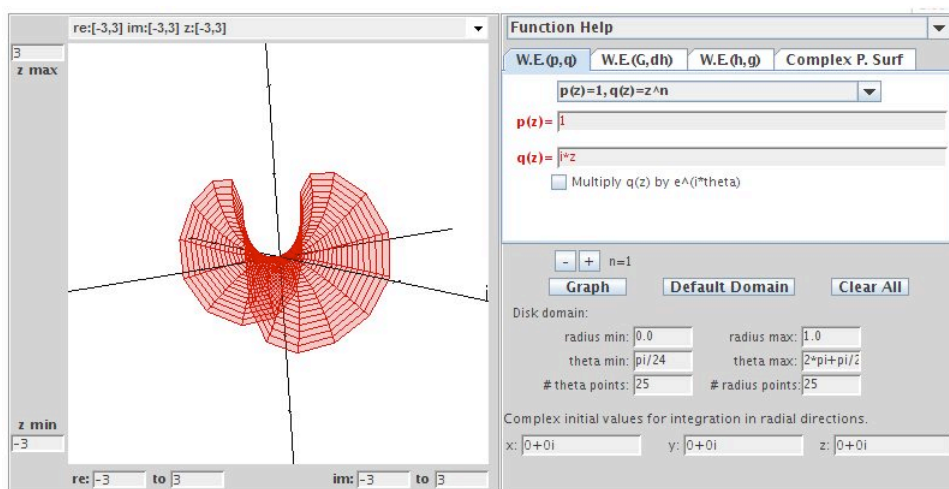 re:[-3,3] im:[-3,3] z:[-3,3]
3
z max
z min
-3
re: -3 to 3 im: -3 to 3
Function Help
W.E.(p,q) W.E.(G,dh) W.E.(h,g) Complex P. Surf
p(z)=1, q(z)=z^n
p(z)= 1
q(z)= i*z
Multiply q(z) by e^(i*theta)
- + n=1
Graph Default Domain Clear All
Disk domain:
radius min: 0.0 radius max: 1.0
theta min: pi/24 theta max: 2*pi+pi/2
# theta points: 25 # radius points: 25
Complex initial values for integration in radial directions.
x: 0+0i y: 0+0i z: 0+0i